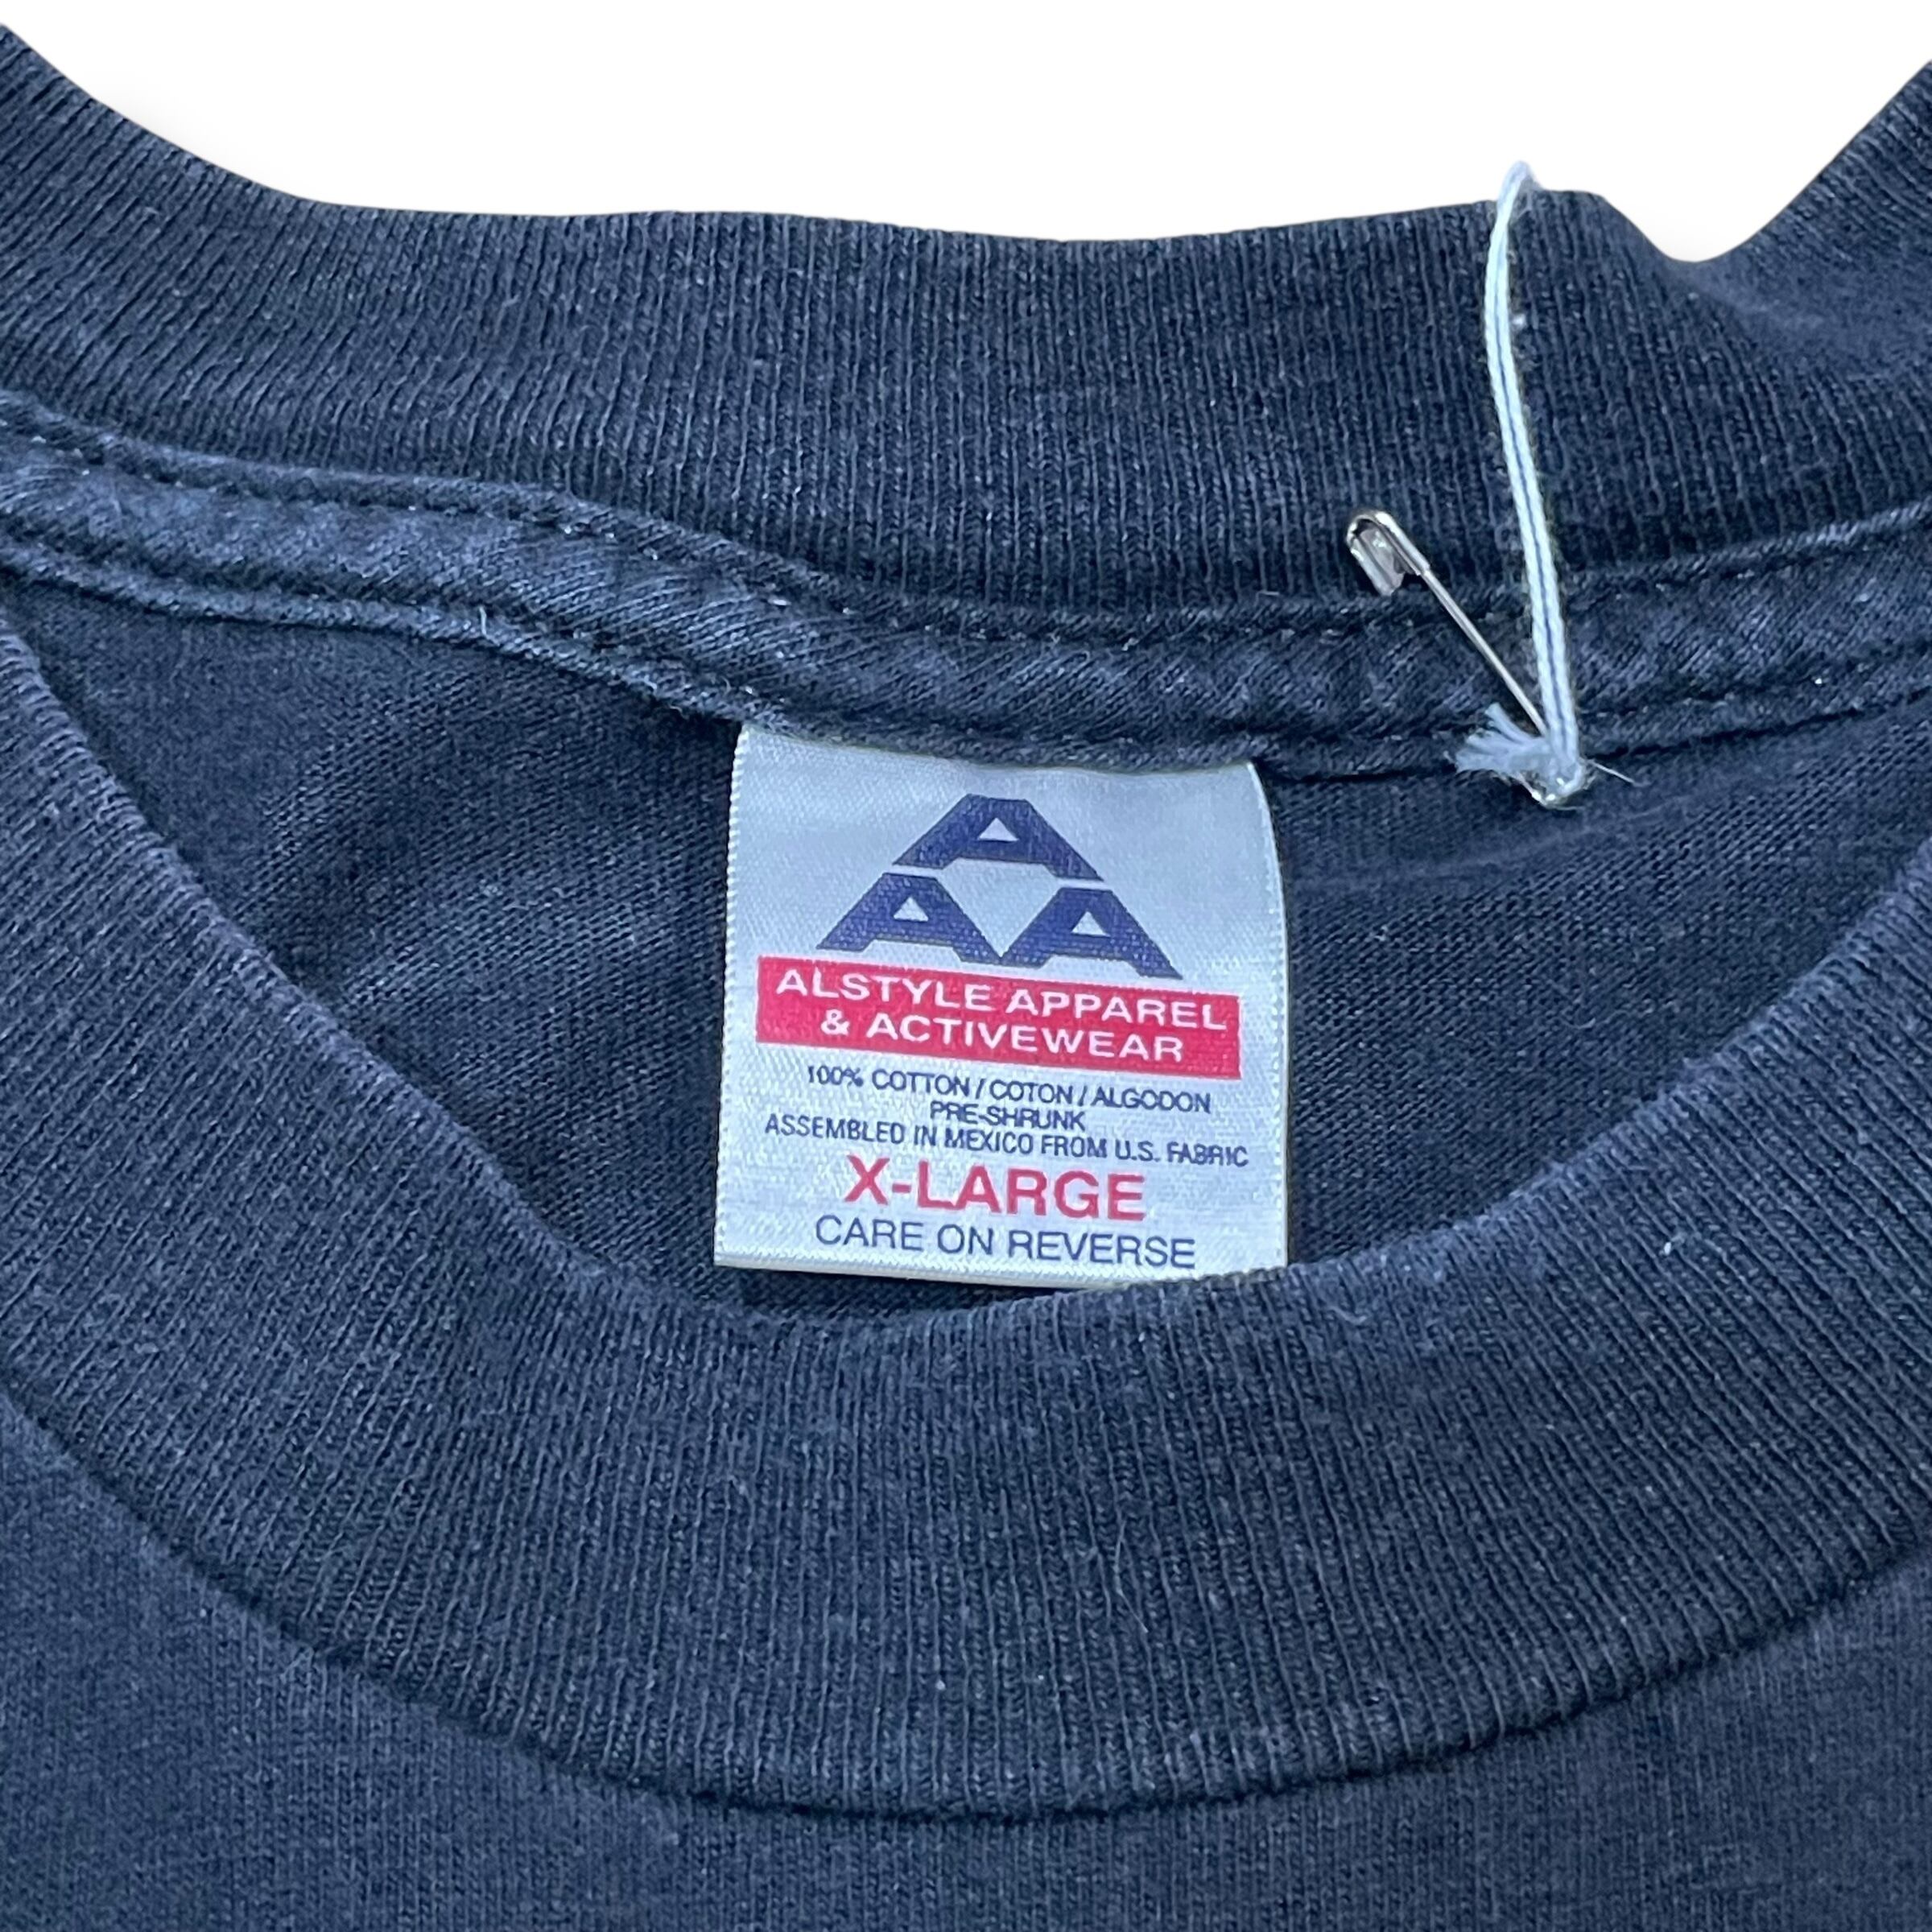 A
A A
ALSTYLE APPAREL
& ACTIVEWEAR
100% COTTON / COTON / ALGODON
PRE-SHRUNK
ASSEMBLED IN MEXICO FROM U.S. FABRIC
X-LARGE
CARE ON REVERSE